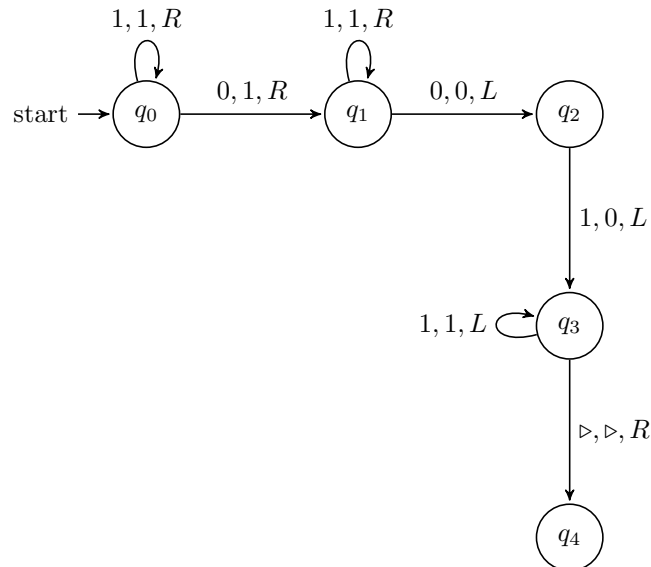 1, 1, R 1, 1, R
0, 1, R 0, 0, L
start q₀ q₁ q₂
1, 0, L
1, 1, L q₃
▷, ▷, R
q₄